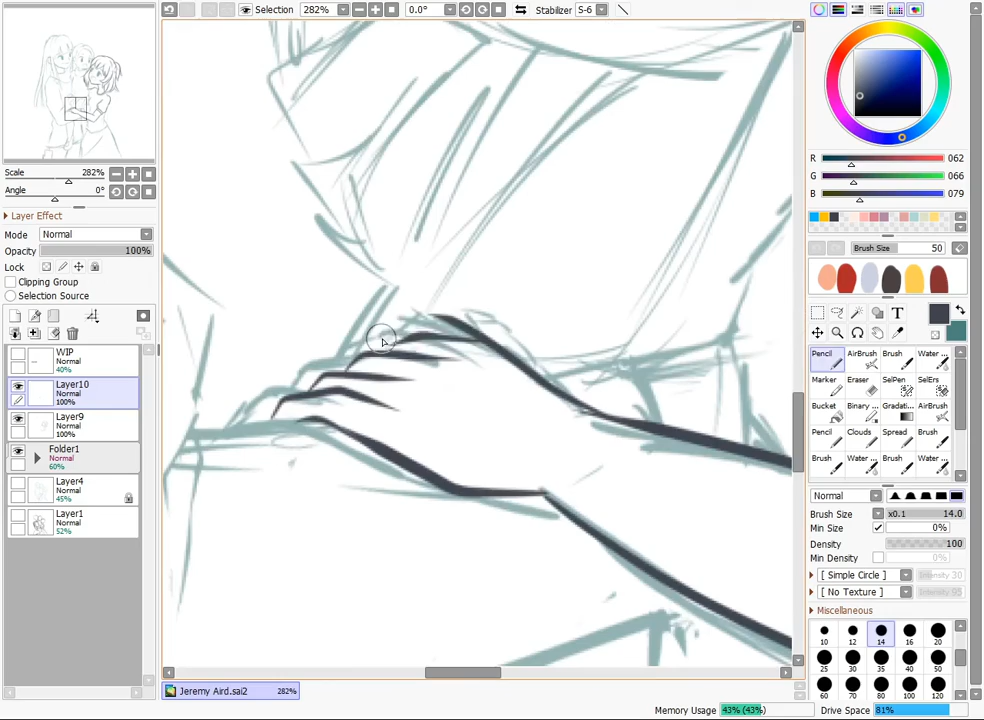 Selection 282% 0.0° Stabilizer S-6
Scale 282%
Angle 0°
Layer Effect
Mode Normal
Opacity 100%
Lock
Clipping Group
Selection Source
WIP
Normal
40%
Layer10
Normal
100%
Layer9
Normal
100%
Folder1
Normal
60%
Layer4
Normal
45%
Layer1
Normal
52%
Jeremy Aird.sai2 282%
R 062
G 066
B 079
Brush Size 50
T
Pencil AirBrush Brush Water ...
Marker Eraser SelPen SelErs
Bucket Binary ... Gradati... AirBrush
Pencil Clouds Spread Brush
Brush Water ... Brush Water ...
Normal
Brush Size x0.1 14.0
Min Size 0%
Density 100
Min Density 0%
[ Simple Circle ] Intensity 30
[ No Texture ] Intensity 95
Miscellaneous
10 12 14 16 20
25 30 35 40 50
60 70 80 100 120
Memory Usage 43% (43%) Drive Space 81%